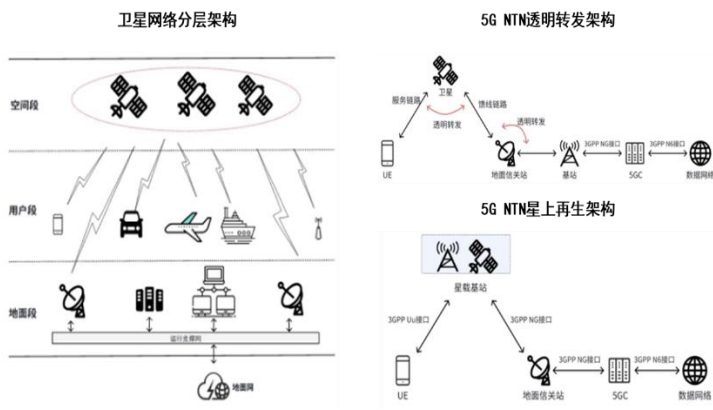 卫星网络分层架构
空间段
用户段
地面段
运行支撑网
地面网
5G NTN透明转发架构
卫星
服务链路
馈线链路
透明转发
透明转发
3GPP NG接口
3GPP N6接口
UE
地面信关站
基站
5GC
数据网络
5G NTN星上再生架构
星载基站
3GPP Uu接口
3GPP NG接口
3GPP NG接口
3GPP N6接口
UE
地面信关站
5GC
数据网络